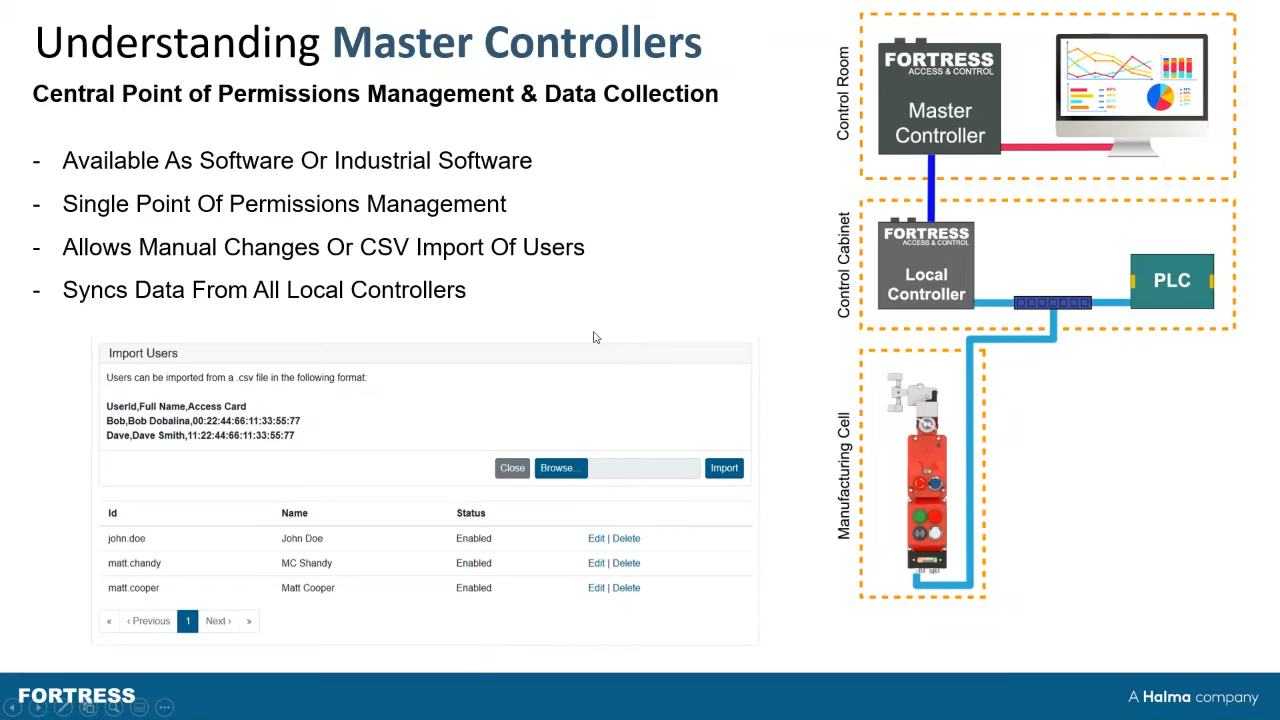 Understanding Master Controllers
Central Point of Permissions Management & Data Collection
- Available As Software Or Industrial Software
- Single Point Of Permissions Management
- Allows Manual Changes Or CSV Import Of Users
- Syncs Data From All Local Controllers
Import Users
Users can be imported from a .csv file in the following format:
UserId,Full Name,Access Card
Bob,Bob Dobalina,00:22:44:66:11:33:55:77
Dave,Dave Smith,11:22:44:66:11:33:55:77
Close Browse... Import
Id Name Status
john.doe John Doe Enabled Edit | Delete
matt.chandy MC Shandy Enabled Edit | Delete
matt.cooper Matt Cooper Enabled Edit | Delete
« ‹ Previous 1 Next › »
Control Room
FORTRESS
ACCESS & CONTROL
Master
Controller
Control Cabinet
FORTRESS
ACCESS & CONTROL
Local
Controller
PLC
Manufacturing Cell
FORTRESS
A Halma company